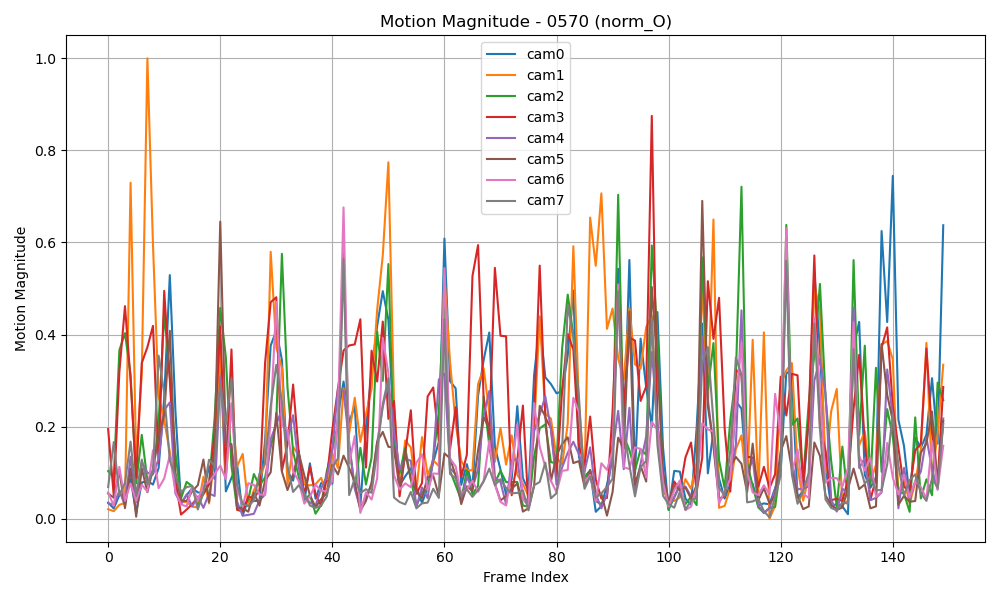 Motion Magnitude - 0570 (norm_O)
cam0
cam1
cam2
cam3
cam4
cam5
cam6
cam7
Motion Magnitude
1.0
0.8
0.6
0.4
0.2
0.0
0 20 40 60 80 100 120 140
Frame Index